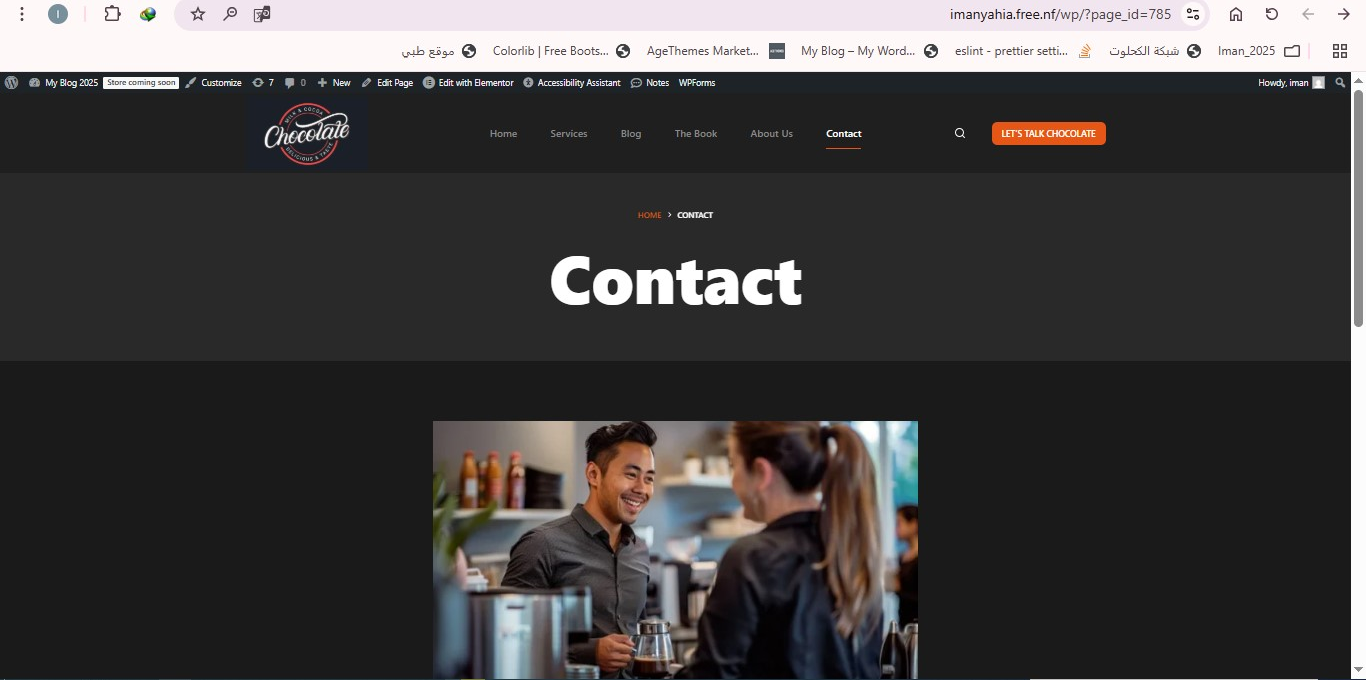 imanyahia.free.nf/wp/?page_id=785
موقع طبي
Colorlib | Free Boots...
AgeThemes Market...
My Blog – My Word...
eslint - prettier setti...
شبكة الكحلوت
Iman_2025
My Blog 2025 Store coming soon Customize 7 0 New Edit Page Edit with Elementor Accessibility Assistant Notes WPForms Howdy, iman
MILK & COCOA
Chocolate
DELICIOUS & TASTE
Home Services Blog The Book About Us Contact LET'S TALK CHOCOLATE
HOME > CONTACT
Contact